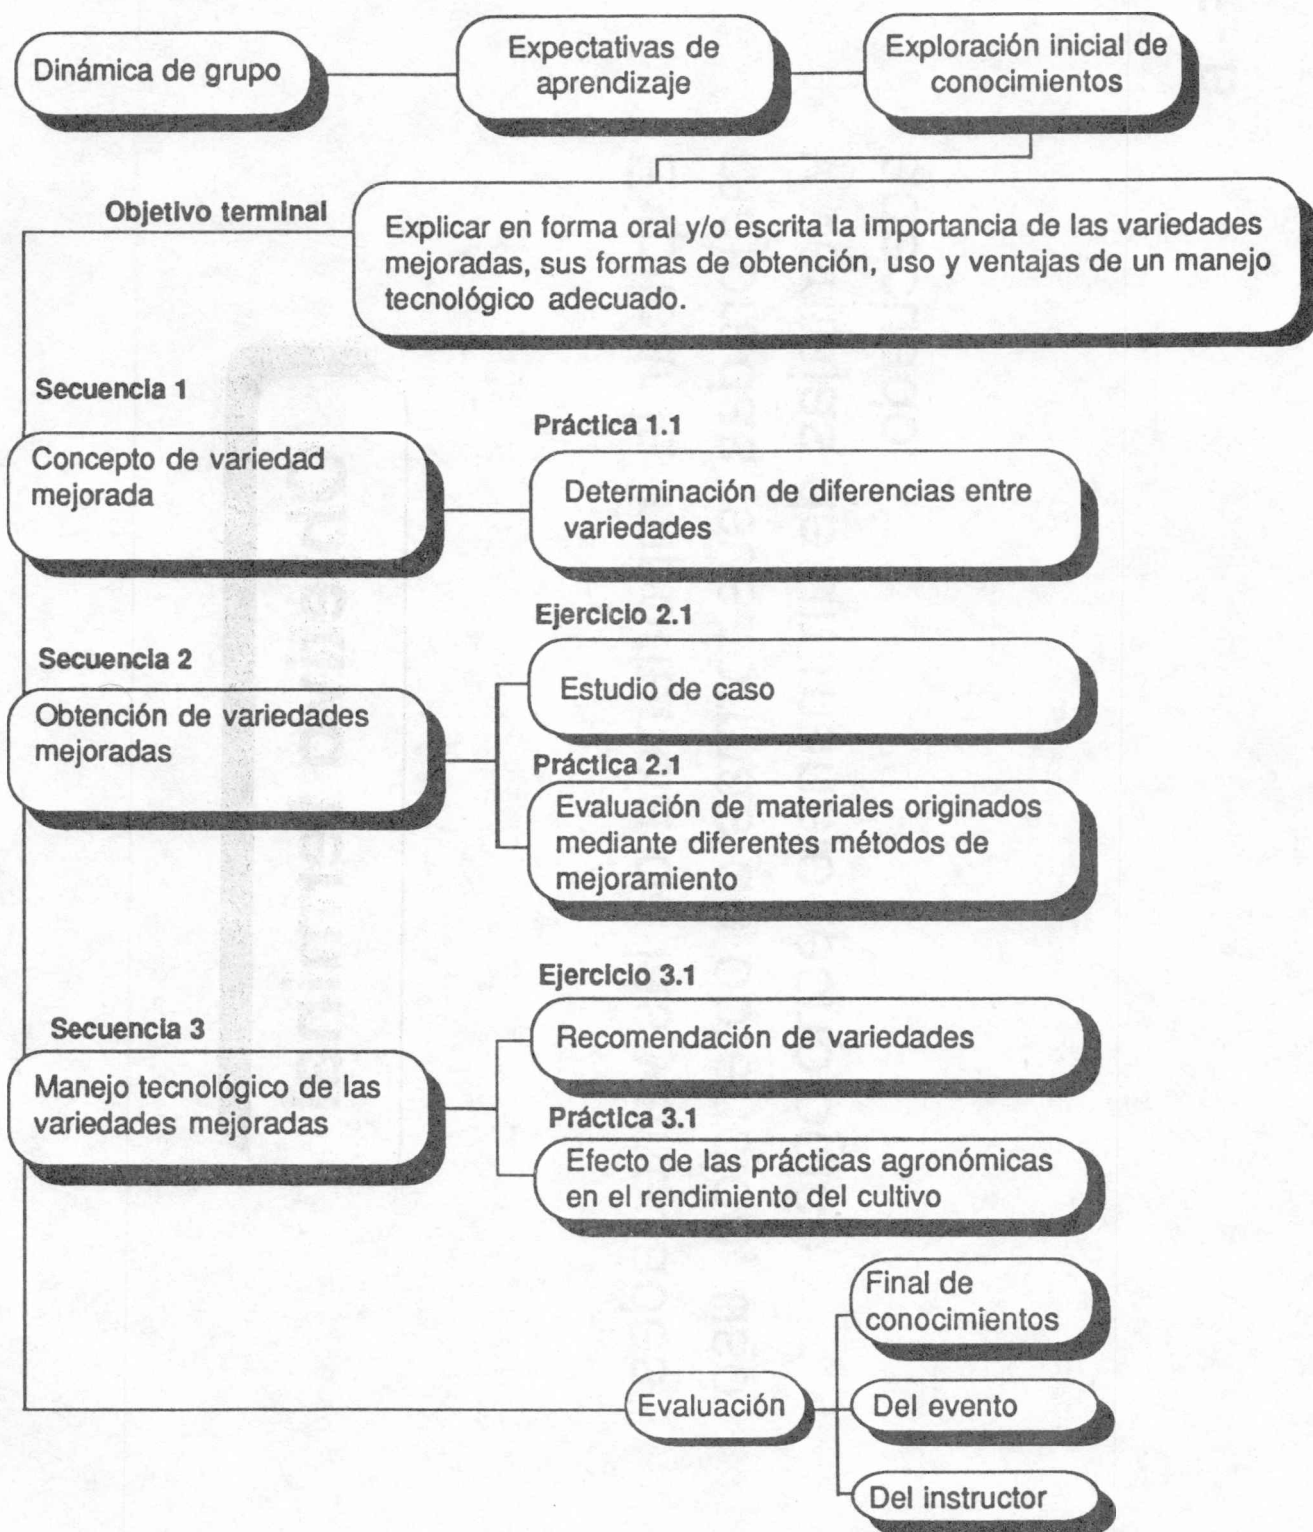 Dinámica de grupo
Expectativas de
aprendizaje
Exploración inicial de
conocimientos
Objetivo terminal
Explicar en forma oral y/o escrita la importancia de las variedades
mejoradas, sus formas de obtención, uso y ventajas de un manejo
tecnológico adecuado.
Secuencia 1
Concepto de variedad
mejorada
Práctica 1.1
Determinación de diferencias entre
variedades
Secuencia 2
Obtención de variedades
mejoradas
Ejercicio 2.1
Estudio de caso
Práctica 2.1
Evaluación de materiales originados
mediante diferentes métodos de
mejoramiento
Secuencia 3
Manejo tecnológico de las
variedades mejoradas
Ejercicio 3.1
Recomendación de variedades
Práctica 3.1
Efecto de las prácticas agronómicas
en el rendimiento del cultivo
Evaluación
Final de
conocimientos
Del evento
Del instructor